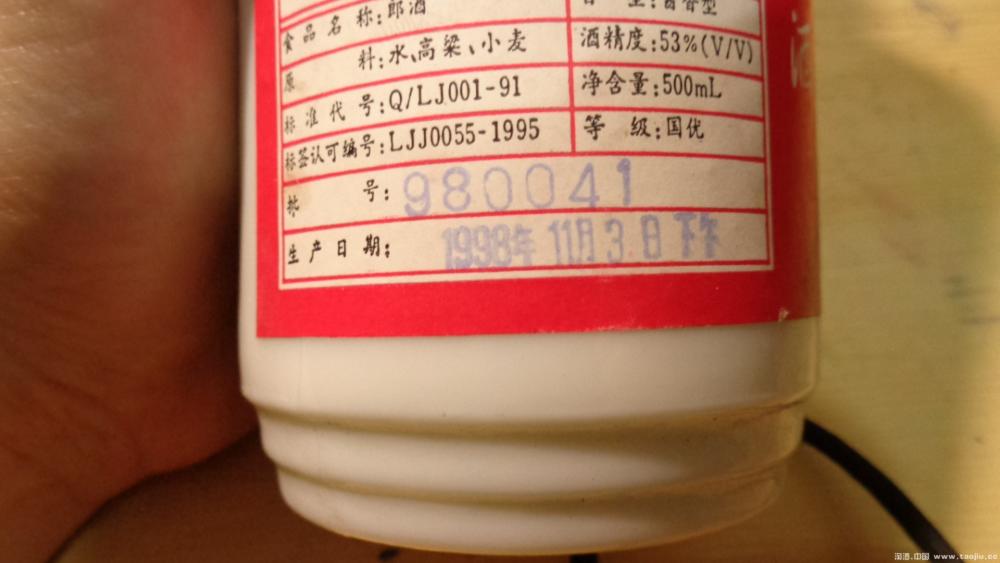 食品名称:郎酒 香型:酱香型
原料:水、高粱、小麦 酒精度:53%(V/V)
标准代号:Q/LJ001-91 净含量:500mL
标签认可编号:LJJ0055-1995 等级:国优
批号:980041
生产日期:1998年11月3日下午
酒
淘酒.中国 www.taojiu.cc